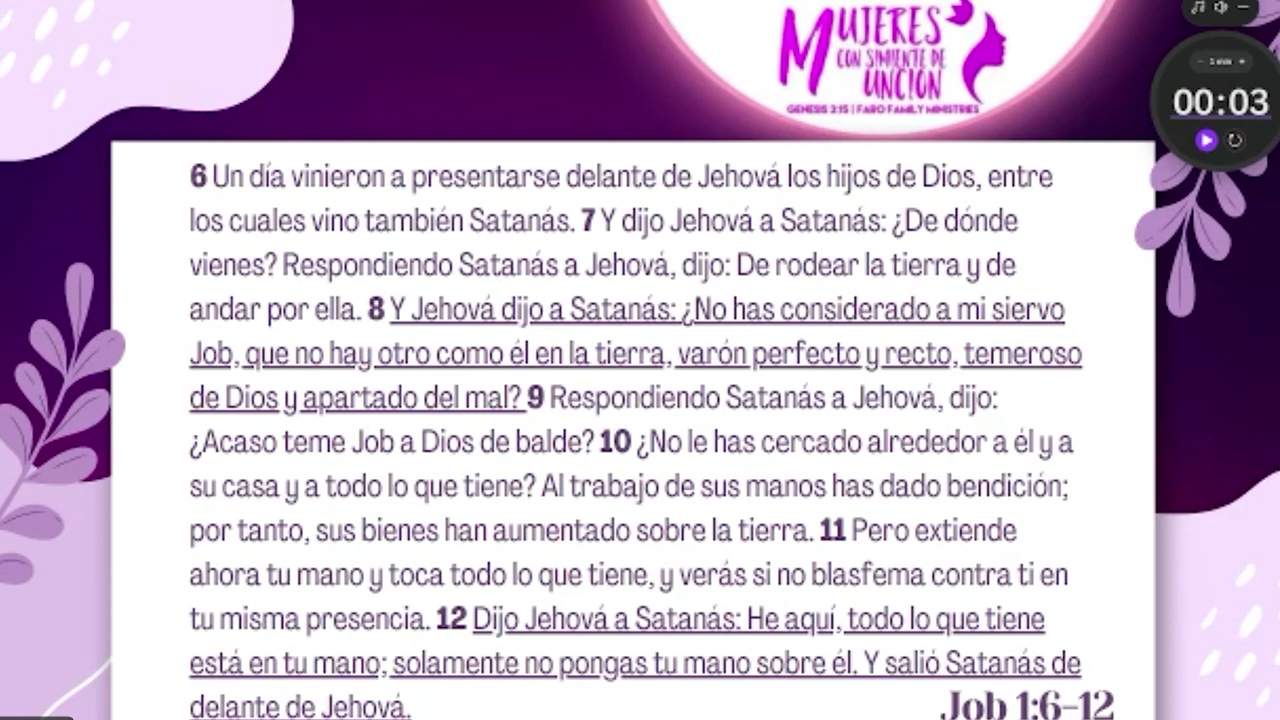 MUJERES
CON SIMIENTE DE
UNCION
GENESIS 3:15 | FARO FAMILY MINISTRIES
1 min
00:03
6 Un día vinieron a presentarse delante de Jehová los hijos de Dios, entre
los cuales vino también Satanás. 7 Y dijo Jehová a Satanás: ¿De dónde
vienes? Respondiendo Satanás a Jehová, dijo: De rodear la tierra y de
andar por ella. 8 Y Jehová dijo a Satanás: ¿No has considerado a mi siervo
Job, que no hay otro como él en la tierra, varón perfecto y recto, temeroso
de Dios y apartado del mal? 9 Respondiendo Satanás a Jehová, dijo:
¿Acaso teme Job a Dios de balde? 10 ¿No le has cercado alrededor a él y a
su casa y a todo lo que tiene? Al trabajo de sus manos has dado bendición;
por tanto, sus bienes han aumentado sobre la tierra. 11 Pero extiende
ahora tu mano y toca todo lo que tiene, y verás si no blasfema contra ti en
tu misma presencia. 12 Dijo Jehová a Satanás: He aquí, todo lo que tiene
está en tu mano; solamente no pongas tu mano sobre él. Y salió Satanás de
delante de Jehová.
Job 1:6-12